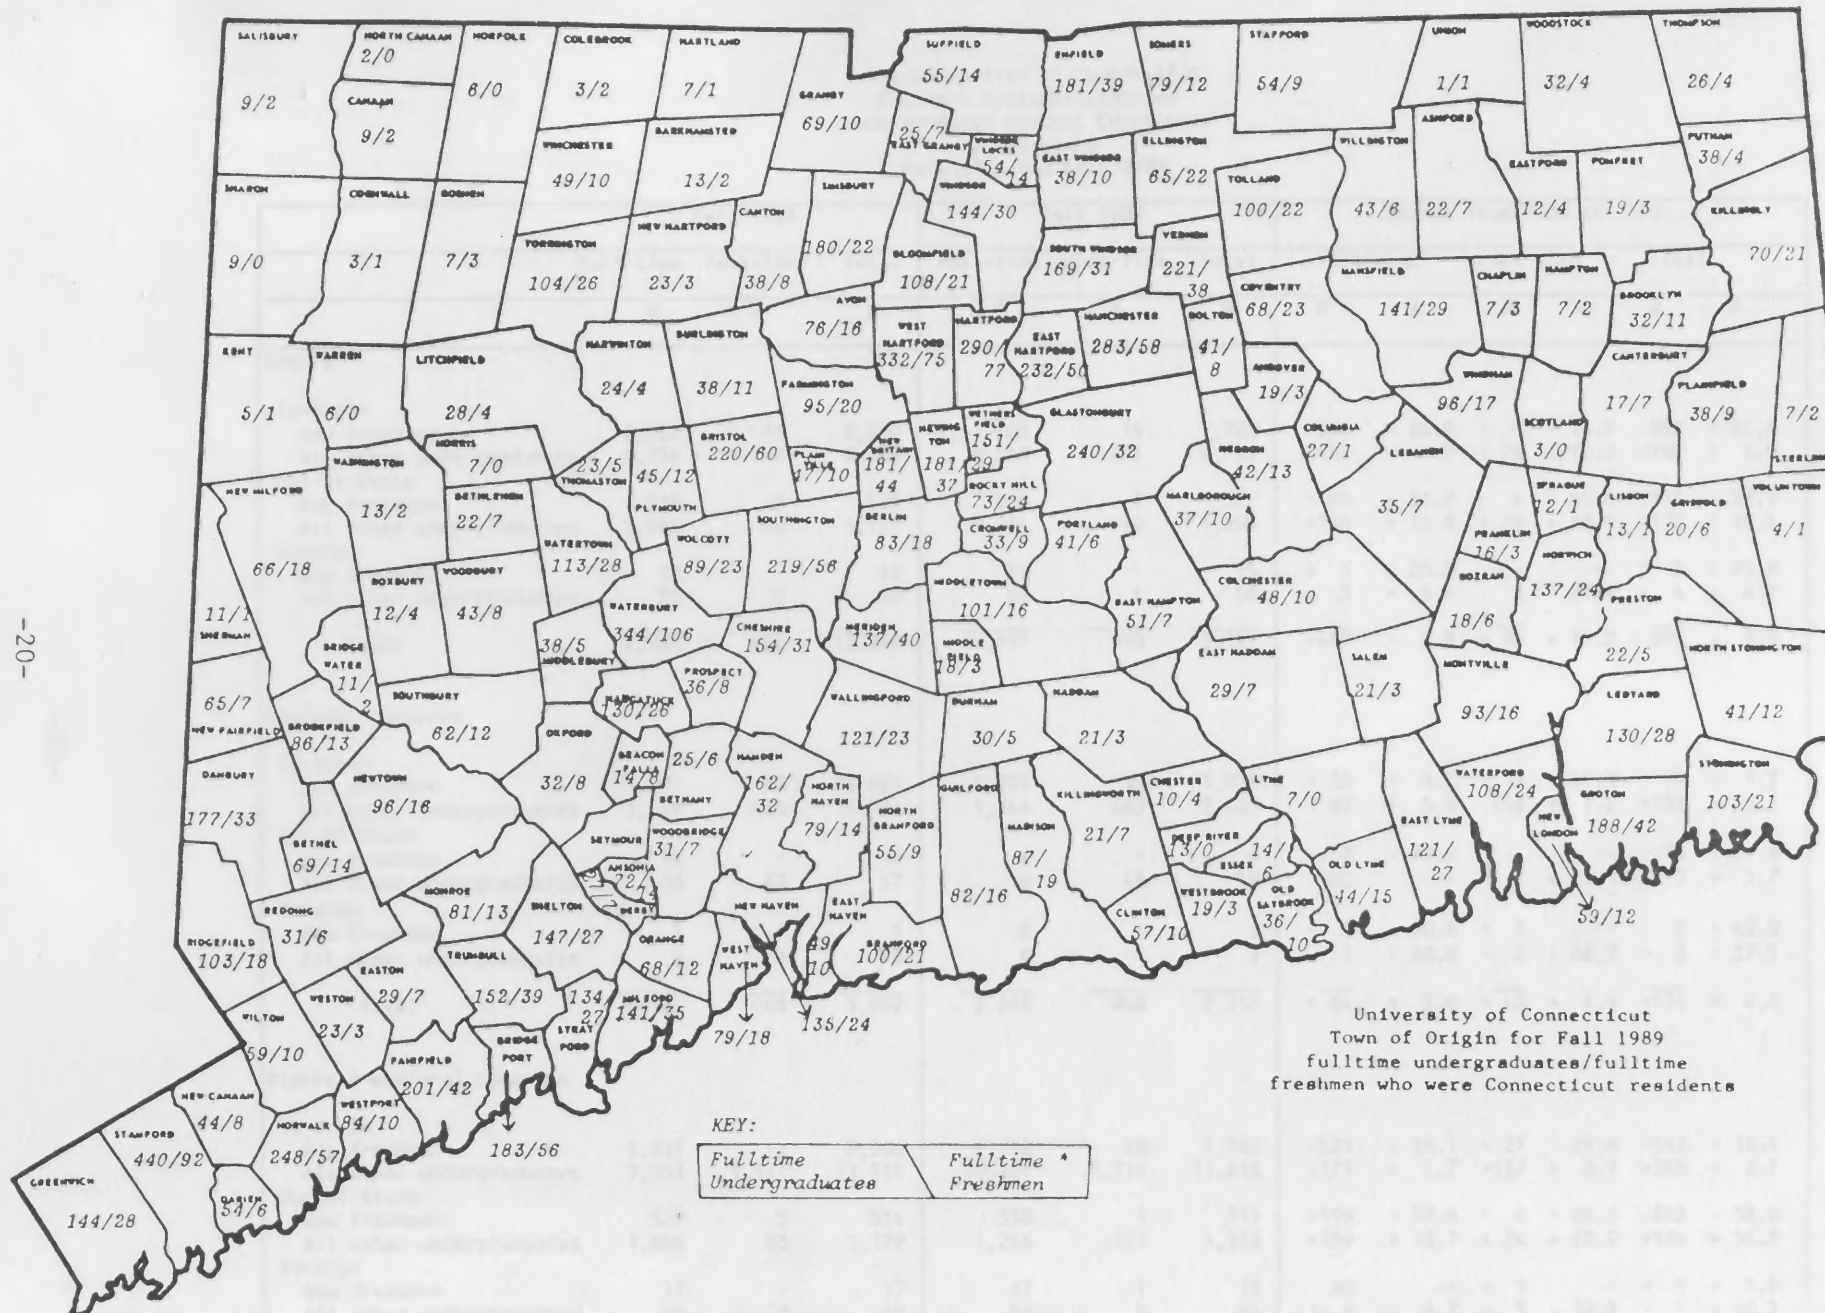 SALISBURY
9/2
NORTH CANAAN
2/0
CANAAN
9/2
NORFOLK
6/0
COLEBROOK
3/2
HARTLAND
7/1
GRANBY
69/10
SUFFIELD
55/14
ENFIELD
181/39
SOMERS
79/12
STAFFORD
54/9
UNION
1/1
WOODSTOCK
32/4
THOMPSON
26/4
WINCHESTER
49/10
BARKHAMSTED
13/2
25/7
EAST GRANBY
WINDSOR
LOCKS
54/
14
EAST WINDSOR
38/10
ELLINGTON
65/22
WILLINGTON
43/6
ASHFORD
22/7
EASTFORD
12/4
POMFRET
19/3
PUTNAM
38/4
SHARON
9/0
CORNWALL
3/1
GOSHEN
7/3
TORRINGTON
104/26
NEW HARTFORD
23/3
CANTON
38/8
SIMSBURY
180/22
WINDSOR
144/30
BLOOMFIELD
108/21
SOUTH WINDSOR
169/31
VERNON
221/
38
TOLLAND
100/22
KILLINGLY
70/21
COVENTRY
68/23
MANSFIELD
141/29
CHAPLIN
7/3
HAMPTON
7/2
BROOKLYN
32/11
KENT
5/1
WARREN
6/0
LITCHFIELD
28/4
HARWINTON
24/4
BURLINGTON
38/11
AVON
76/16
FARMINGTON
95/20
WEST
HARTFORD
332/75
HARTFORD
290/
77
EAST
HARTFORD
232/50
MANCHESTER
283/58
BOLTON
41/
8
ANDOVER
19/3
WINDHAM
96/17
SCOTLAND
3/0
CANTERBURY
17/7
PLAINFIELD
38/9
7/2
STERLING
MORRIS
7/0
23/5
THOMASTON
45/12
PLYMOUTH
BRISTOL
220/60
PLAIN
VILLE
47/10
NEW
BRITAIN
181/
44
NEWING
TON
181/
37
WETHERS
FIELD
151/
29
ROCKY HILL
73/24
GLASTONBURY
240/32
HEBRON
42/13
COLUMBIA
27/1
LEBANON
35/7
WASHINGTON
13/2
BETHLEHEM
22/7
WATERTOWN
113/28
WOLCOTT
89/23
SOUTHINGTON
219/56
BERLIN
83/18
CROMWELL
33/9
PORTLAND
41/6
MARLBOROUGH
37/10
FRANKLIN
16/3
SPRAGUE
12/1
LISBON
13/1
GRISWOLD
20/6
VOLUNTOWN
4/1
NEW MILFORD
66/18
11/1
SHERMAN
ROXBURY
12/4
WOODBURY
43/8
38/5
MIDDLEBURY
WATERBURY
344/106
CHESHIRE
154/31
MERIDEN
137/40
MIDDLETOWN
101/16
MIDDLE
FIELD
18/3
EAST HAMPTON
51/7
COLCHESTER
48/10
BOZRAH
18/6
NORWICH
137/24
PRESTON
22/5
NORTH STONINGTON
41/12
BRIDGE
WATER
11/
2
65/7
NEW FAIRFIELD
BROOKFIELD
86/13
SOUTHBURY
62/12
NAUGATUCK
130/26
PROSPECT
36/8
WALLINGFORD
121/23
DURHAM
30/5
HADDAM
21/3
EAST HADDAM
29/7
SALEM
21/3
MONTVILLE
93/16
LEDYARD
130/28
DANBURY
177/33
NEWTOWN
96/16
OXFORD
32/8
BEACON
FALLS
14/8
25/6
BETHANY
HAMDEN
162/
32
NORTH
HAVEN
79/14
NORTH
BRANFORD
55/9
GUILFORD
82/16
MADISON
87/
19
KILLINGWORTH
21/7
CHESTER
10/4
LYME
7/0
EAST LYME
121/
27
WATERFORD
108/24
NEW
LONDON
59/12
GROTON
188/42
STONINGTON
103/21
BETHEL
69/14
SEYMOUR
WOODBRIDGE
31/7
ANSONIA
72/
14
DERBY
DEEP RIVER
13/0
ESSEX
14/
6
WESTBROOK
19/3
OLD
SAYBROOK
36/
10
OLD LYME
44/15
CLINTON
57/10
REDDING
31/6
MONROE
81/13
SHELTON
147/27
ORANGE
68/12
WEST
HAVEN
79/18
NEW HAVEN
135/24
EAST
HAVEN
49
10
BRANFORD
100/21
RIDGEFIELD
103/18
EASTON
29/7
TRUMBULL
152/39
134/
27
STRAT
FORD
MILFORD
141/35
WILTON
59/10
WESTON
23/3
FAIRFIELD
201/42
BRIDGE
PORT
183/56
NEW CANAAN
44/8
NORWALK
248/57
WESTPORT
84/10
STAMFORD
440/92
DARIEN
54/6
GREENWICH
144/28
University of Connecticut
Town of Origin for Fall 1989
fulltime undergraduates/fulltime
freshmen who were Connecticut residents
KEY:
Fulltime
Undergraduates
Fulltime *
Freshmen
-20-